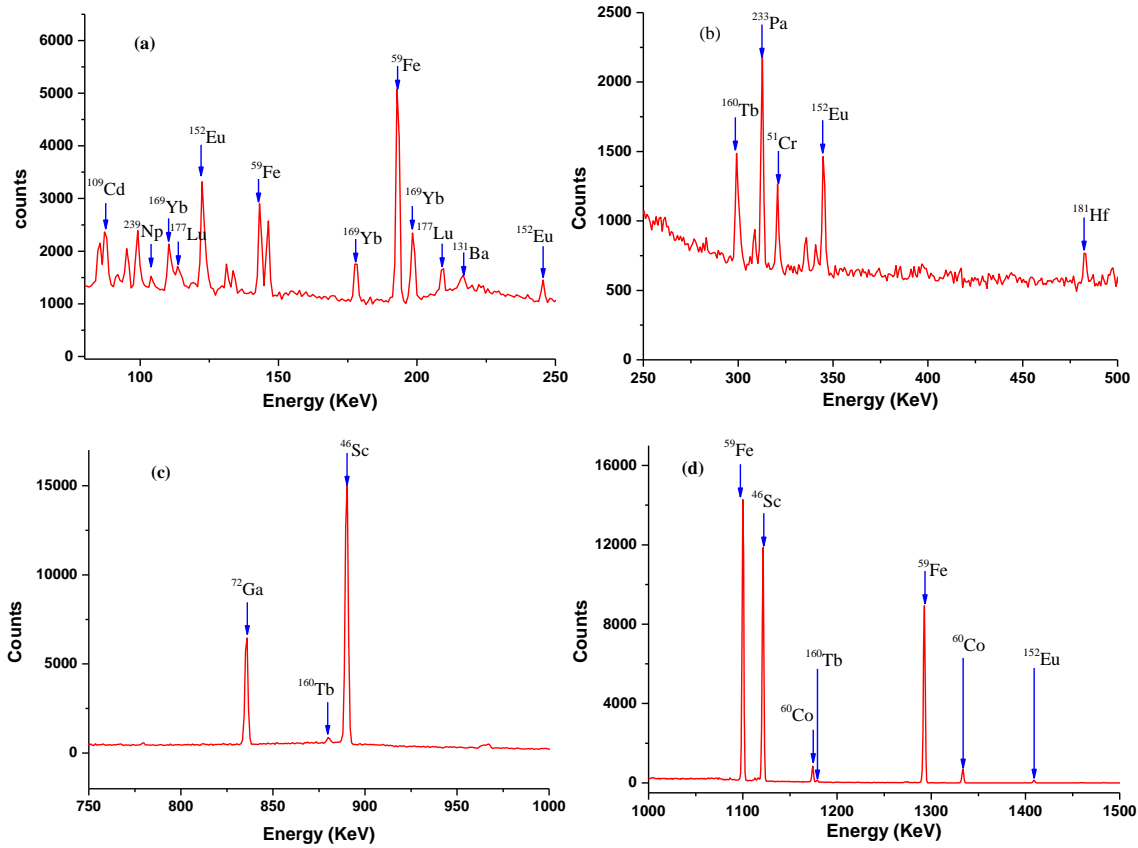 (a)
6000
5000
4000
3000
2000
1000
0
counts
100
150
200
250
Energy (KeV)
¹⁰⁹Cd
²³⁹Np
¹⁶⁹Yb
¹⁷⁷Lu
¹⁵²Eu
⁵⁹Fe
¹⁶⁹Yb
⁵⁹Fe
¹⁶⁹Yb
¹⁷⁷Lu
¹³¹Ba
¹⁵²Eu
(b)
2500
2000
1500
1000
500
0
Counts
250
300
350
400
450
500
Energy (KeV)
¹⁶⁰Tb
²³³Pa
⁵¹Cr
¹⁵²Eu
¹⁸¹Hf
(c)
15000
10000
5000
0
Counts
750
800
850
900
950
1000
Energy (KeV)
⁷²Ga
¹⁶⁰Tb
⁴⁶Sc
(d)
16000
12000
8000
4000
0
Counts
1000
1100
1200
1300
1400
1500
Energy (KeV)
⁵⁹Fe
⁴⁶Sc
⁶⁰Co
¹⁶⁰Tb
⁵⁹Fe
⁶⁰Co
¹⁵²Eu